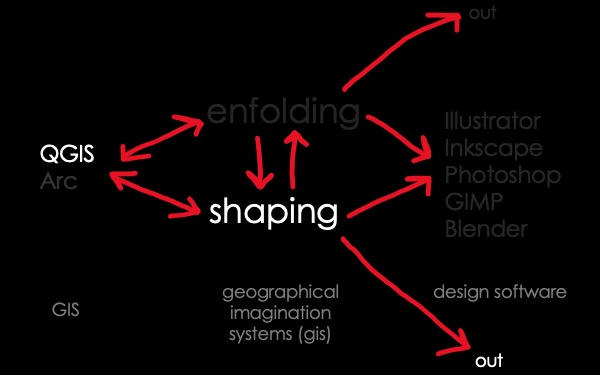 out
enfolding
Illustrator
Inkscape
Photoshop
GIMP
Blender
QGIS
Arc
shaping
GIS
geographical
imagination
systems (gis)
design software
out